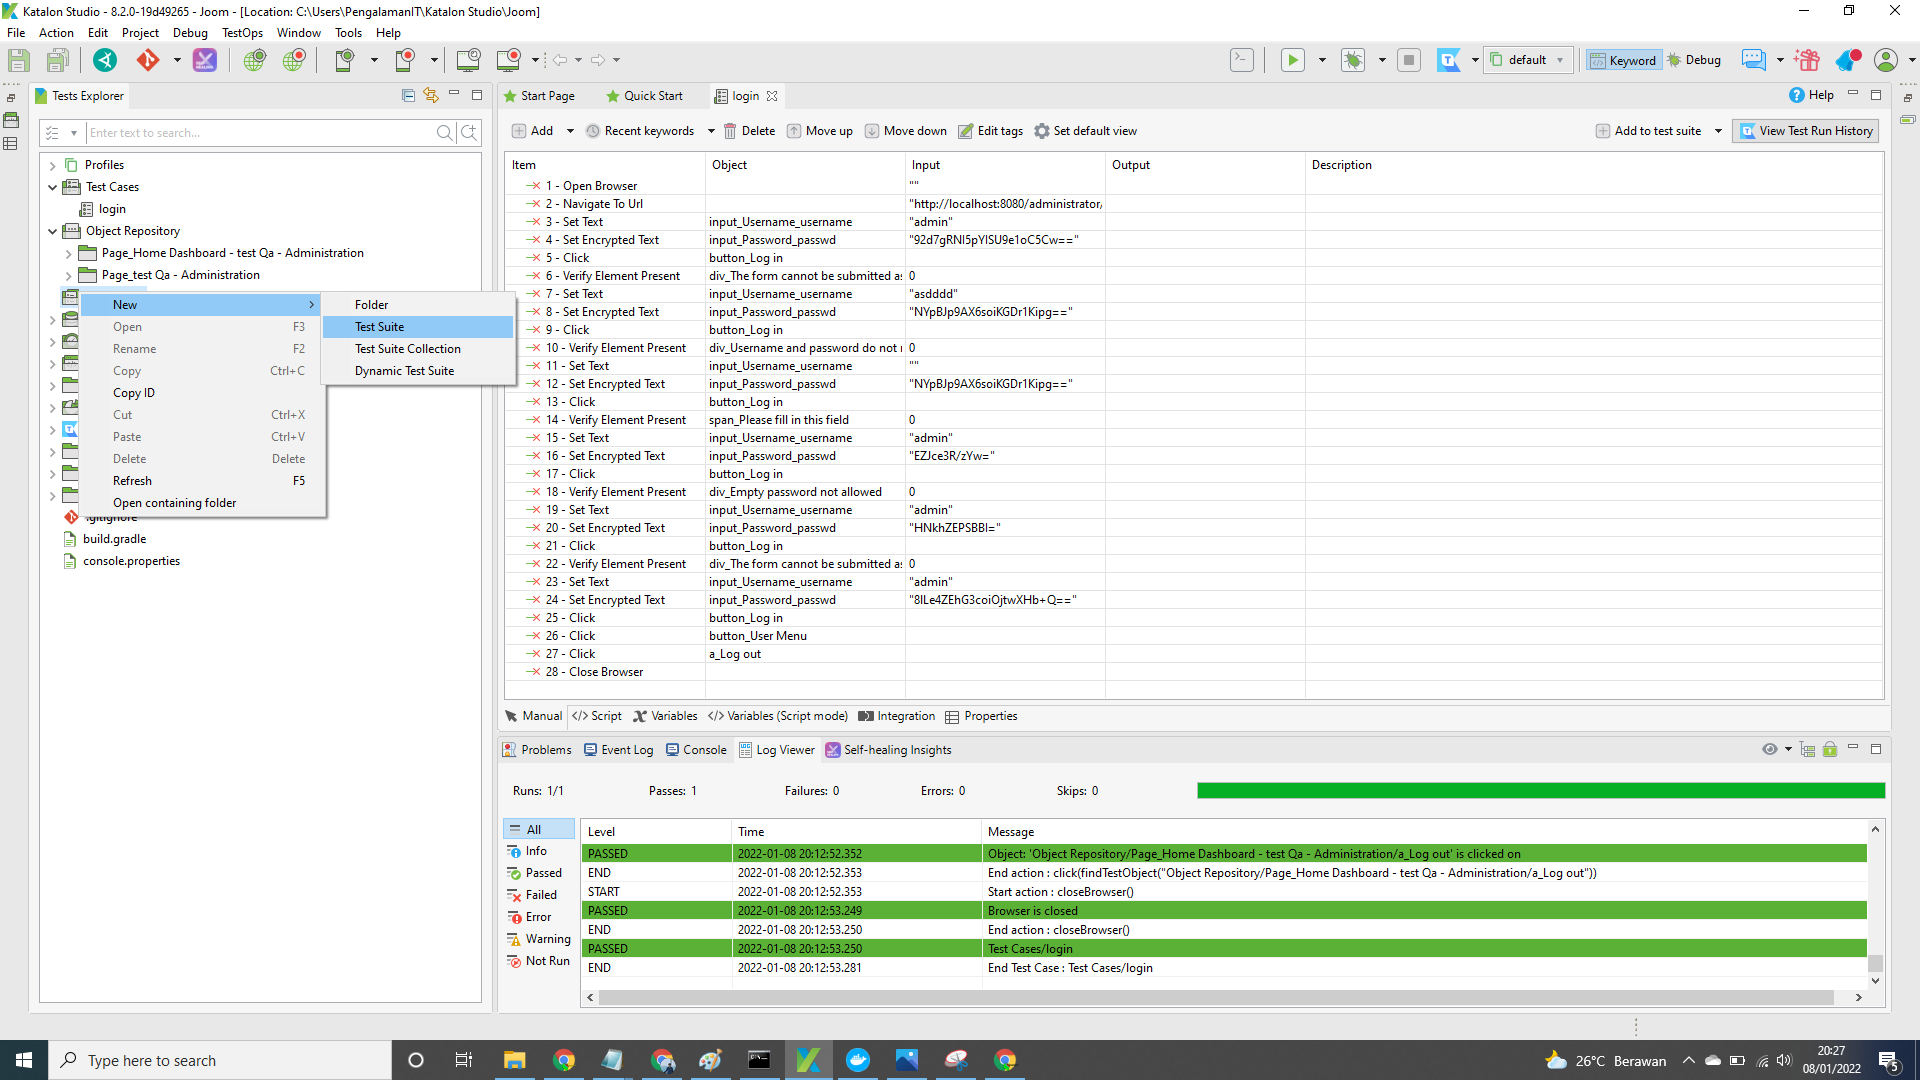 Katalon Studio - 8.2.0-19d49265 - Joom - [Location: C:\Users\PengalamanIT\Katalon Studio\Joom]
File Action Edit Project Debug TestOps Window Tools Help
default Keyword Debug
Tests Explorer
Enter text to search...
Profiles
Test Cases
login
Object Repository
Page_Home Dashboard - test Qa - Administration
Page_test Qa - Administration
New
Open F3
Rename F2
Copy Ctrl+C
Copy ID
Cut Ctrl+X
Paste Ctrl+V
Delete Delete
Refresh F5
Open containing folder
Folder
Test Suite
Test Suite Collection
Dynamic Test Suite
.gitignore
build.gradle
console.properties
Start Page Quick Start login Help
Add Recent keywords Delete Move up Move down Edit tags Set default view Add to test suite View Test Run History
Item Object Input Output Description
1 - Open Browser ""
2 - Navigate To Url "http://localhost:8080/administrator/
3 - Set Text input_Username_username "admin"
4 - Set Encrypted Text input_Password_passwd "92d7gRNI5pYISU9e1oC5Cw=="
5 - Click button_Log in
6 - Verify Element Present div_The form cannot be submitted as 0
7 - Set Text input_Username_username "asdddd"
8 - Set Encrypted Text input_Password_passwd "NYpBJp9AX6soiKGDr1Kipg=="
9 - Click button_Log in
10 - Verify Element Present div_Username and password do not 0
11 - Set Text input_Username_username ""
12 - Set Encrypted Text input_Password_passwd "NYpBJp9AX6soiKGDr1Kipg=="
13 - Click button_Log in
14 - Verify Element Present span_Please fill in this field 0
15 - Set Text input_Username_username "admin"
16 - Set Encrypted Text input_Password_passwd "EZJce3R/zYw="
17 - Click button_Log in
18 - Verify Element Present div_Empty password not allowed 0
19 - Set Text input_Username_username "admin"
20 - Set Encrypted Text input_Password_passwd "HNkhZEPSBBI="
21 - Click button_Log in
22 - Verify Element Present div_The form cannot be submitted as 0
23 - Set Text input_Username_username "admin"
24 - Set Encrypted Text input_Password_passwd "8ILe4ZEhG3coiOjtwXHb+Q=="
25 - Click button_Log in
26 - Click button_User Menu
27 - Click a_Log out
28 - Close Browser
Manual Script Variables Variables (Script mode) Integration Properties
Problems Event Log Console Log Viewer Self-healing Insights
Runs: 1/1 Passes: 1 Failures: 0 Errors: 0 Skips: 0
All
Info
Passed
Failed
Error
Warning
Not Run
Level Time Message
PASSED 2022-01-08 20:12:52.352 Object: 'Object Repository/Page_Home Dashboard - test Qa - Administration/a_Log out' is clicked on
END 2022-01-08 20:12:52.353 End action : click(findTestObject("Object Repository/Page_Home Dashboard - test Qa - Administration/a_Log out"))
START 2022-01-08 20:12:52.353 Start action : closeBrowser()
PASSED 2022-01-08 20:12:53.249 Browser is closed
END 2022-01-08 20:12:53.250 End action : closeBrowser()
PASSED 2022-01-08 20:12:53.250 Test Cases/login
END 2022-01-08 20:12:53.281 End Test Case : Test Cases/login
Type here to search
26°C Berawan
20:27
08/01/2022
5